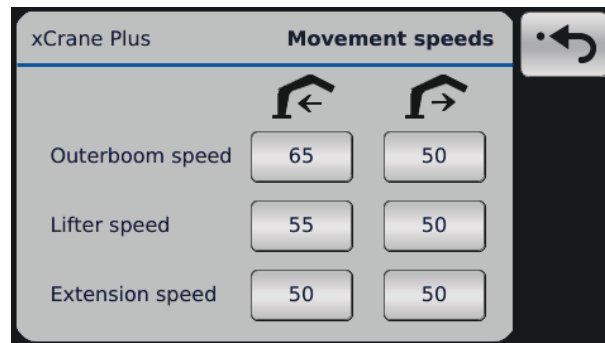 xCrane Plus Movement speeds
Outerboom speed 65 50
Lifter speed 55 50
Extension speed 50 50